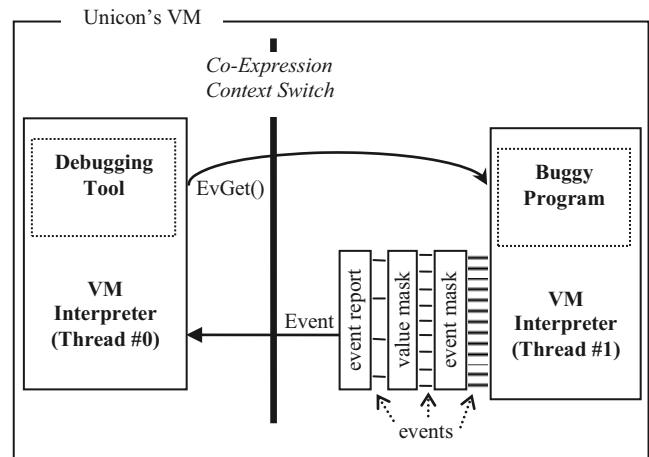 Unicon's VM
Co-Expression
Context Switch
Debugging
Tool
EvGet()
Buggy
Program
VM
Interpreter
(Thread #0)
Event
event report
value mask
event mask
VM
Interpreter
(Thread #1)
events